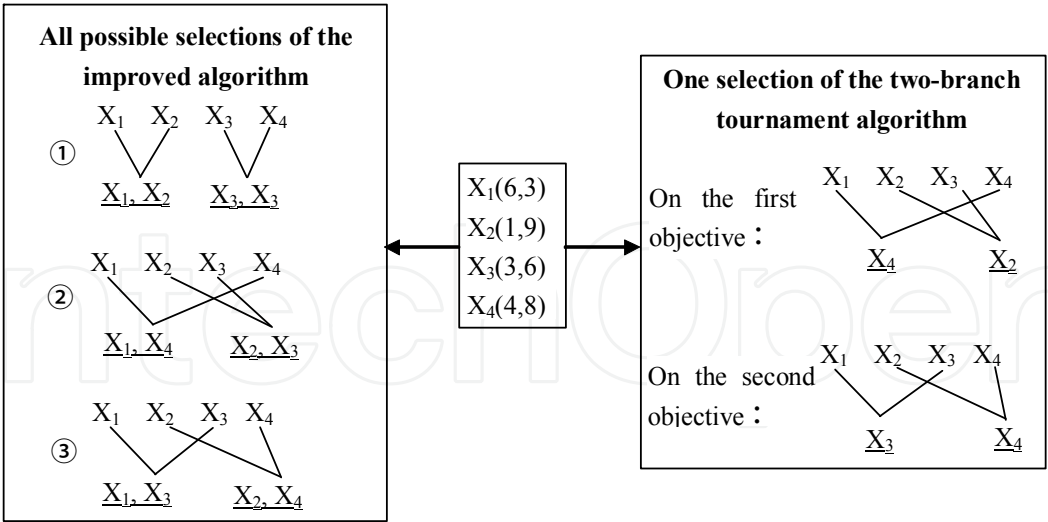 All possible selections of the
improved algorithm
X₁ X₂ X₃ X₄
①
X₁, X₂ X₃, X₃
X₁ X₂ X₃ X₄
②
X₁, X₄ X₂, X₃
X₁ X₂ X₃ X₄
③
X₁, X₃ X₂, X₄
X₁(6,3)
X₂(1,9)
X₃(3,6)
X₄(4,8)
One selection of the two-branch
tournament algorithm
X₁ X₂ X₃ X₄
On the first
objective：
X₄ X₂
X₁ X₂ X₃ X₄
On the second
objective：
X₃ X₄